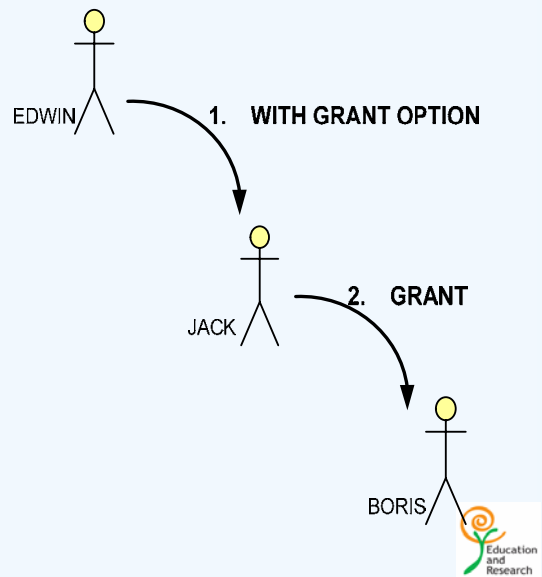 EDWIN
1. WITH GRANT OPTION
JACK
2. GRANT
BORIS
Education
and
Research